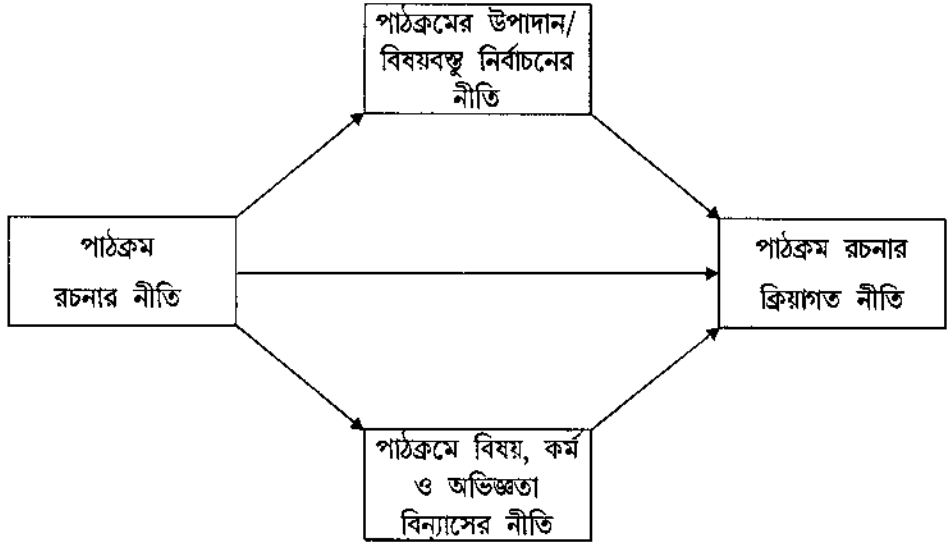 পাঠক্রমের উপাদান/
বিষয়বস্তু নির্বাচনের
নীতি
পাঠক্রম
রচনার নীতি
পাঠক্রম রচনার
ক্রিয়াগত নীতি
পাঠক্রমে বিষয়, কর্ম
ও অভিজ্ঞতা
বিন্যাসের নীতি